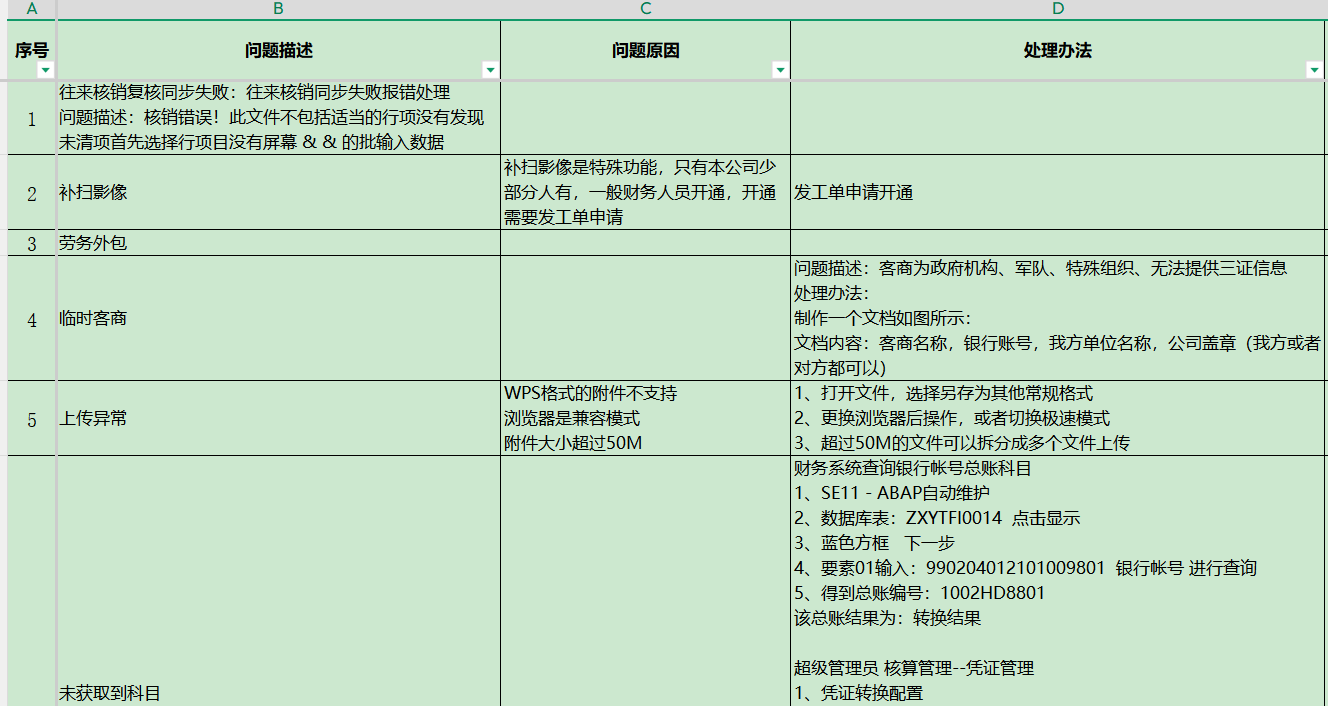 A B C D
序号 问题描述 问题原因 处理办法
1
往来核销复核同步失败：往来核销同步失败报错处理
问题描述：核销错误！此文件不包括适当的行项没有发现
未清项首先选择行项目没有屏幕 & & 的批输入数据
2
补扫影像
补扫影像是特殊功能，只有本公司少
部分人有，一般财务人员开通，开通
需要发工单申请
发工单申请开通
3
劳务外包
4
临时客商
问题描述：客商为政府机构、军队、特殊组织、无法提供三证信息
处理办法：
制作一个文档如图所示：
文档内容：客商名称，银行账号，我方单位名称，公司盖章（我方或者
对方都可以）
5
上传异常
WPS格式的附件不支持
浏览器是兼容模式
附件大小超过50M
1、打开文件，选择另存为其他常规格式
2、更换浏览器后操作，或者切换极速模式
3、超过50M的文件可以拆分成多个文件上传
未获取到科目
财务系统查询银行帐号总账科目
1、SE11 - ABAP自动维护
2、数据库表：ZXYTFI0014 点击显示
3、蓝色方框 下一步
4、要素01输入：990204012101009801 银行帐号 进行查询
5、得到总账编号：1002HD8801
该总账结果为：转换结果
超级管理员 核算管理--凭证管理
1、凭证转换配置